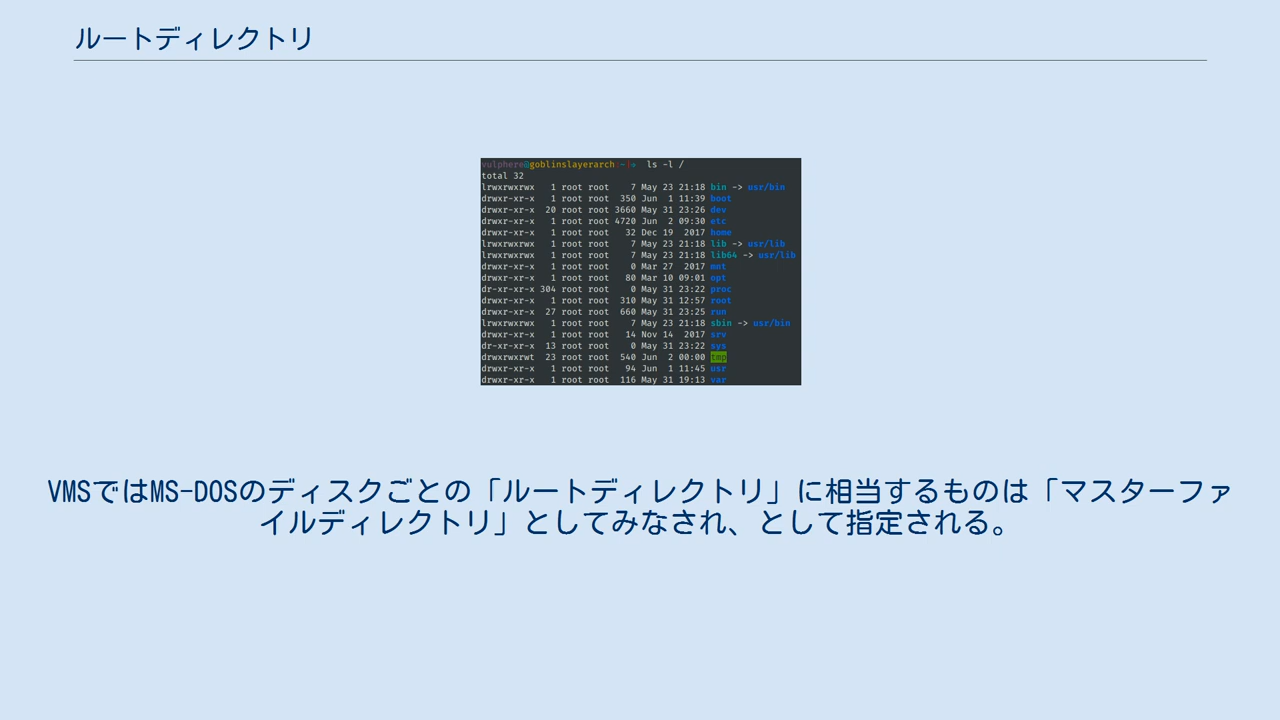 ルートディレクトリ
vulphere@goblinslayerarch ~ ls -l /
total 32
lrwxrwxrwx 1 root root 7 May 23 21:18 bin -> usr/bin
drwxr-xr-x 1 root root 350 Jun 1 11:39 boot
drwxr-xr-x 20 root root 3660 May 31 23:26 dev
drwxr-xr-x 1 root root 4720 Jun 2 09:30 etc
drwxr-xr-x 1 root root 32 Dec 19 2017 home
lrwxrwxrwx 1 root root 7 May 23 21:18 lib -> usr/lib
lrwxrwxrwx 1 root root 7 May 23 21:18 lib64 -> usr/lib
drwxr-xr-x 1 root root 0 Mar 27 2017 mnt
drwxr-xr-x 1 root root 80 Mar 10 09:01 opt
dr-xr-xr-x 304 root root 0 May 31 23:22 proc
drwxr-xr-x 1 root root 310 May 31 12:57 root
drwxr-xr-x 27 root root 660 May 31 23:25 run
lrwxrwxrwx 1 root root 7 May 23 21:18 sbin -> usr/bin
drwxr-xr-x 1 root root 14 Nov 14 2017 srv
dr-xr-xr-x 13 root root 0 May 31 23:22 sys
drwxrwxrwt 23 root root 540 Jun 2 00:00 tmp
drwxr-xr-x 1 root root 94 Jun 1 11:45 usr
drwxr-xr-x 1 root root 116 May 31 19:13 var
VMSではMS-DOSのディスクごとの「ルートディレクトリ」に相当するものは「マスターファ
イルディレクトリ」としてみなされ、として指定される。